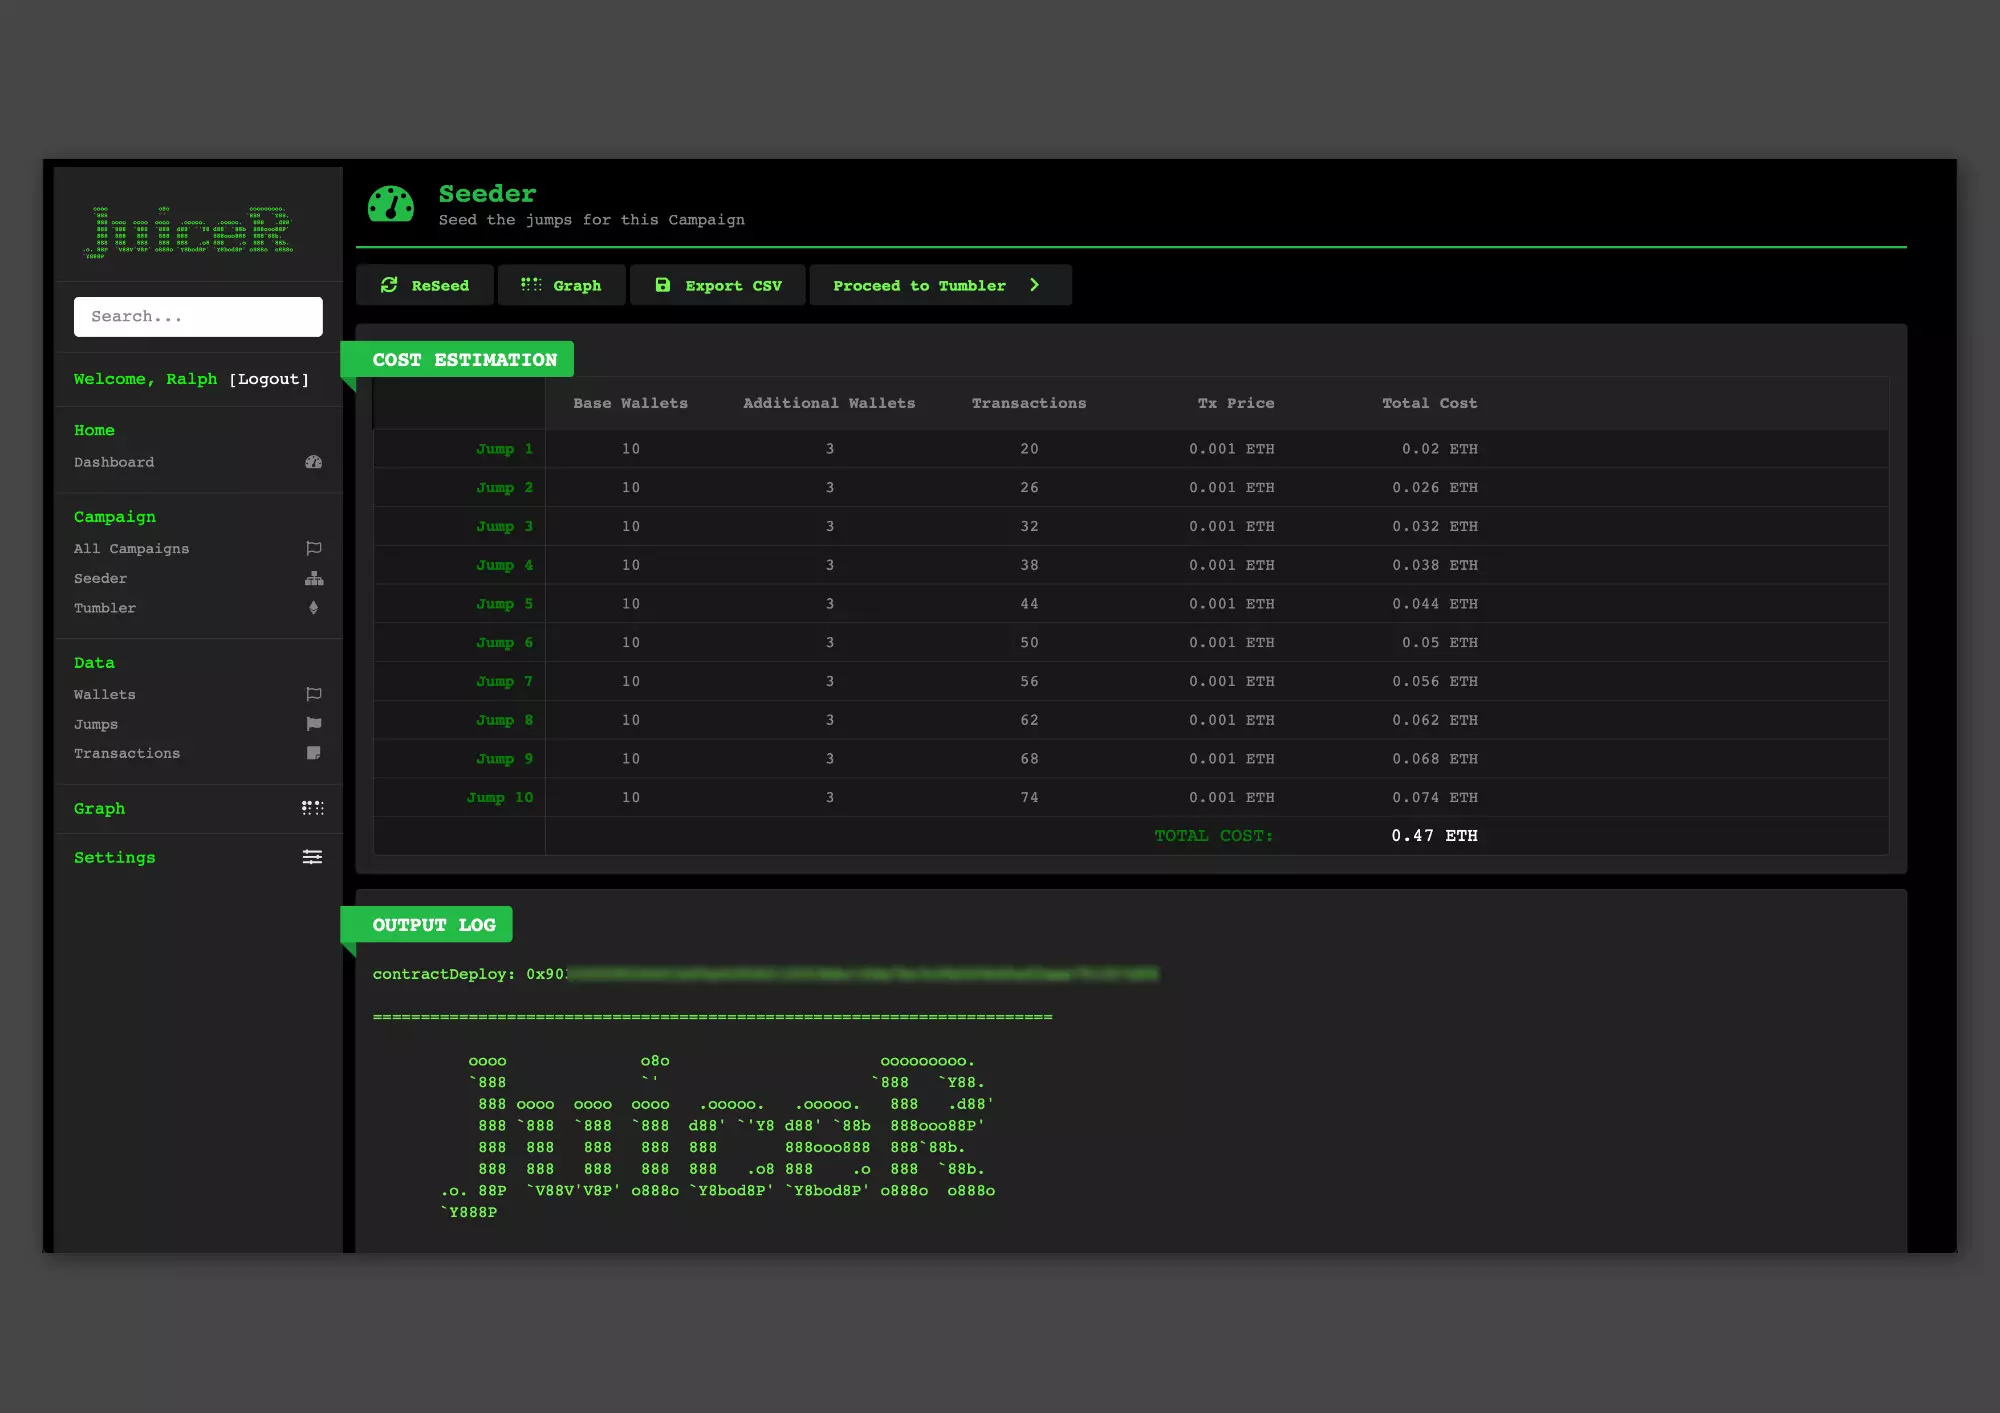 Search...
Welcome, Ralph [Logout]
Home
Dashboard
Campaign
All Campaigns
Seeder
Tumbler
Data
Wallets
Jumps
Transactions
Graph
Settings
Seeder
Seed the jumps for this Campaign
ReSeed Graph Export CSV Proceed to Tumbler
COST ESTIMATION
Base Wallets Additional Wallets Transactions Tx Price Total Cost
Jump 1 10 3 20 0.001 ETH 0.02 ETH
Jump 2 10 3 26 0.001 ETH 0.026 ETH
Jump 3 10 3 32 0.001 ETH 0.032 ETH
Jump 4 10 3 38 0.001 ETH 0.038 ETH
Jump 5 10 3 44 0.001 ETH 0.044 ETH
Jump 6 10 3 50 0.001 ETH 0.05 ETH
Jump 7 10 3 56 0.001 ETH 0.056 ETH
Jump 8 10 3 62 0.001 ETH 0.062 ETH
Jump 9 10 3 68 0.001 ETH 0.068 ETH
Jump 10 10 3 74 0.001 ETH 0.074 ETH
TOTAL COST: 0.47 ETH
OUTPUT LOG
contractDeploy: 0x90
=======================================================================
oooo o8o ooooooooo.
`888 `' `888 `Y88.
888 oooo oooo oooo .ooooo. .ooooo. 888 .d88'
888 `888 `888 `888 d88' `'Y8 d88' `88b 888ooo88P'
888 888 888 888 888 888ooo888 888`88b.
888 888 888 888 888 .o8 888 .o 888 `88b.
.o. 88P `V88V'V8P' o888o `Y8bod8P' `Y8bod8P' o888o o888o
`Y888P